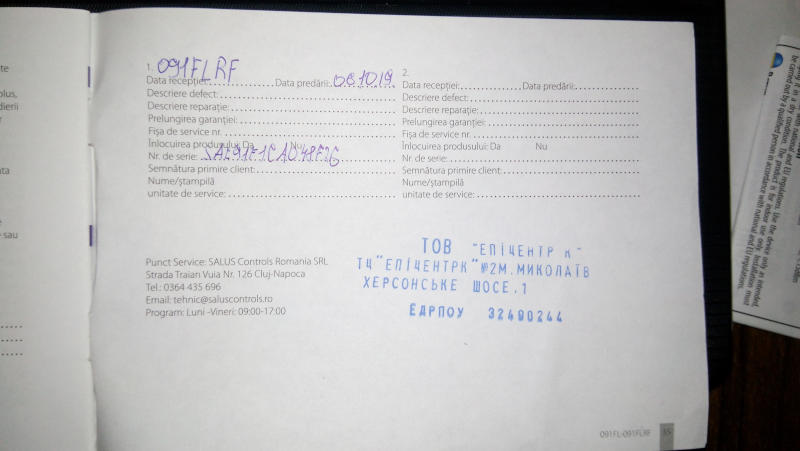 1. 091FLRF
Data recepției: Data predării: 06.10.19
Descriere defect:
Descriere reparație:
Prelungirea garanției:
Fișa de service nr.
Înlocuirea produsului: Da Nu
Nr. de serie:
Semnătura primire client:
Nume/ștampilă
unitate de service:
2.
Data recepției: Data predării:
Descriere defect:
Descriere reparație:
Prelungirea garanției:
Fișa de service nr.
Înlocuirea produsului: Da Nu
Nr. de serie:
Semnătura primire client:
Nume/ștampilă
unitate de service:
Punct Service: SALUS Controls Romania SRL
Strada Traian Vuia Nr. 126 Cluj-Napoca
Tel.: 0364 435 696
Email: tehnic@saluscontrols.ro
Program: Luni -Vineri: 09:00-17:00
ТОВ "ЕПІЦЕНТР К"
ТЦ "ЕПІЦЕНТРК" №2М.МИКОЛАЇВ
ХЕРСОНСЬКЕ ШОСЕ,1
ЄДРПОУ 32490244
091FL-091FLRF 55